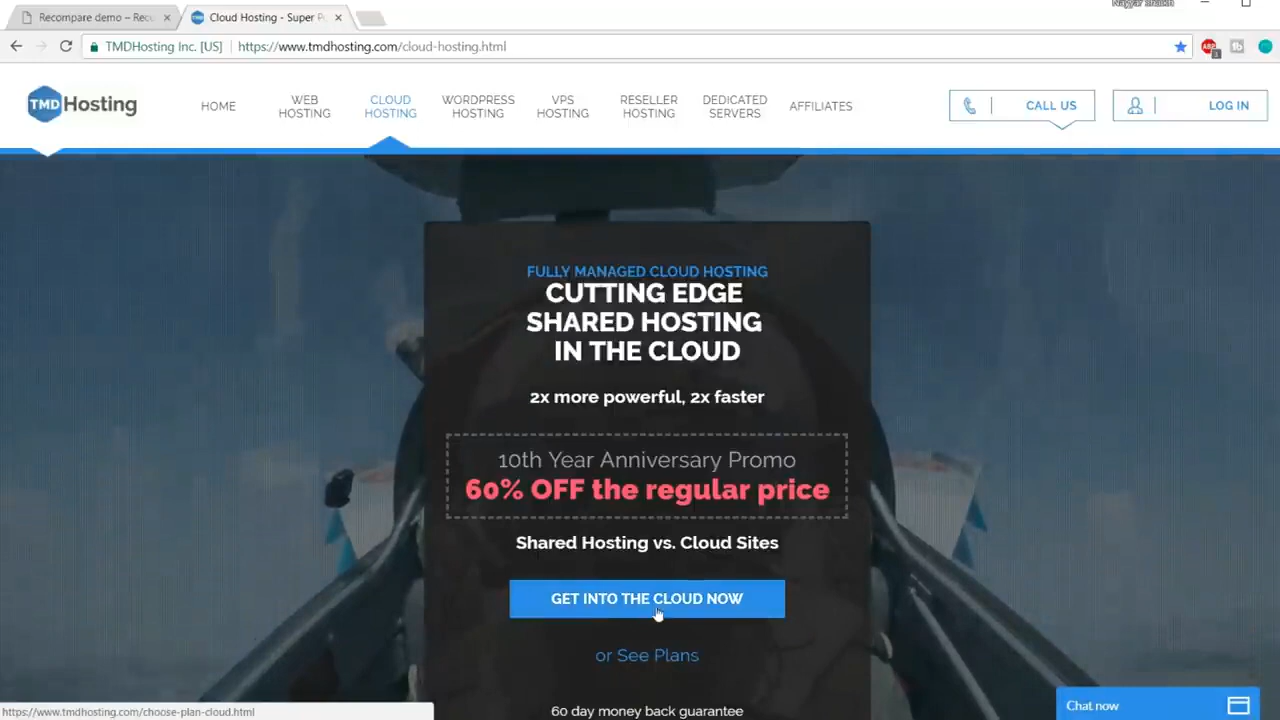 Recompare demo – Recu
Cloud Hosting - Super P
TMDHosting Inc. [US]
https://www.tmdhosting.com/cloud-hosting.html
TMD Hosting
HOME
WEB
HOSTING
CLOUD
HOSTING
WORDPRESS
HOSTING
VPS
HOSTING
RESELLER
HOSTING
DEDICATED
SERVERS
AFFILIATES
CALL US
LOG IN
FULLY MANAGED CLOUD HOSTING
CUTTING EDGE
SHARED HOSTING
IN THE CLOUD
2x more powerful, 2x faster
10th Year Anniversary Promo
60% OFF the regular price
Shared Hosting vs. Cloud Sites
GET INTO THE CLOUD NOW
or See Plans
60 day money back guarantee
https://www.tmdhosting.com/choose-plan-cloud.html
Chat now